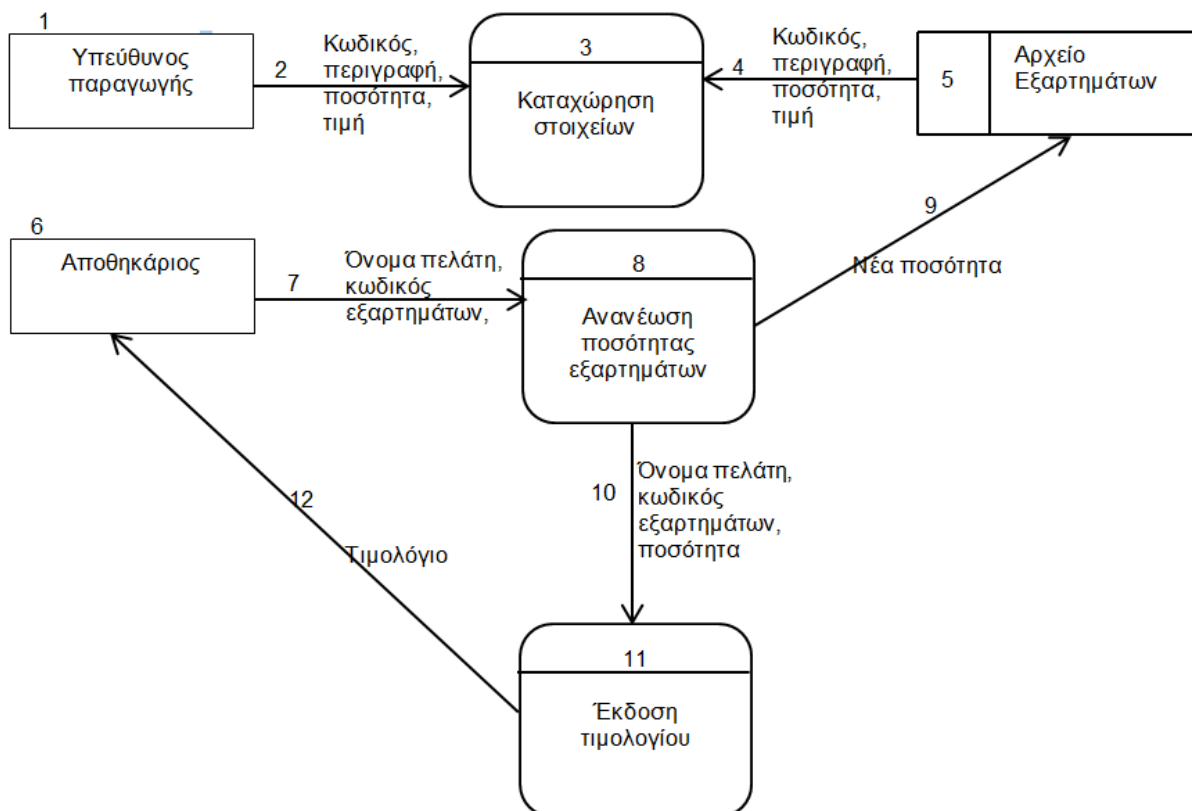 1
Υπεύθυνος
παραγωγής
2
Κωδικός,
περιγραφή,
ποσότητα,
τιμή
3
Καταχώρηση
στοιχείων
4
Κωδικός,
περιγραφή,
ποσότητα,
τιμή
5
Αρχείο
Εξαρτημάτων
6
Αποθηκάριος
7
Όνομα πελάτη,
κωδικός
εξαρτημάτων,
8
Ανανέωση
ποσότητας
εξαρτημάτων
9
Νέα ποσότητα
10
Όνομα πελάτη,
κωδικός
εξαρτημάτων,
ποσότητα
12
Τιμολόγιο
11
Έκδοση
τιμολογίου